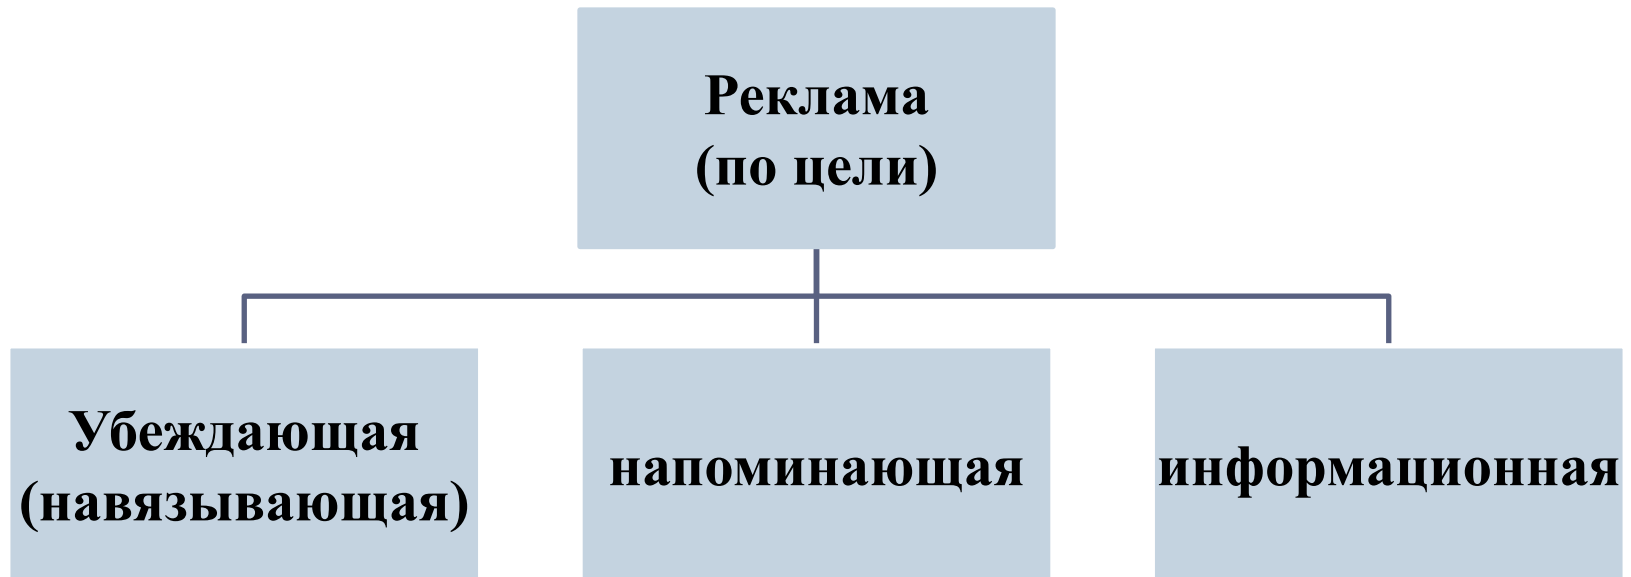 Реклама
(по цели)
Убеждающая
(навязывающая)
напоминающая
информационная